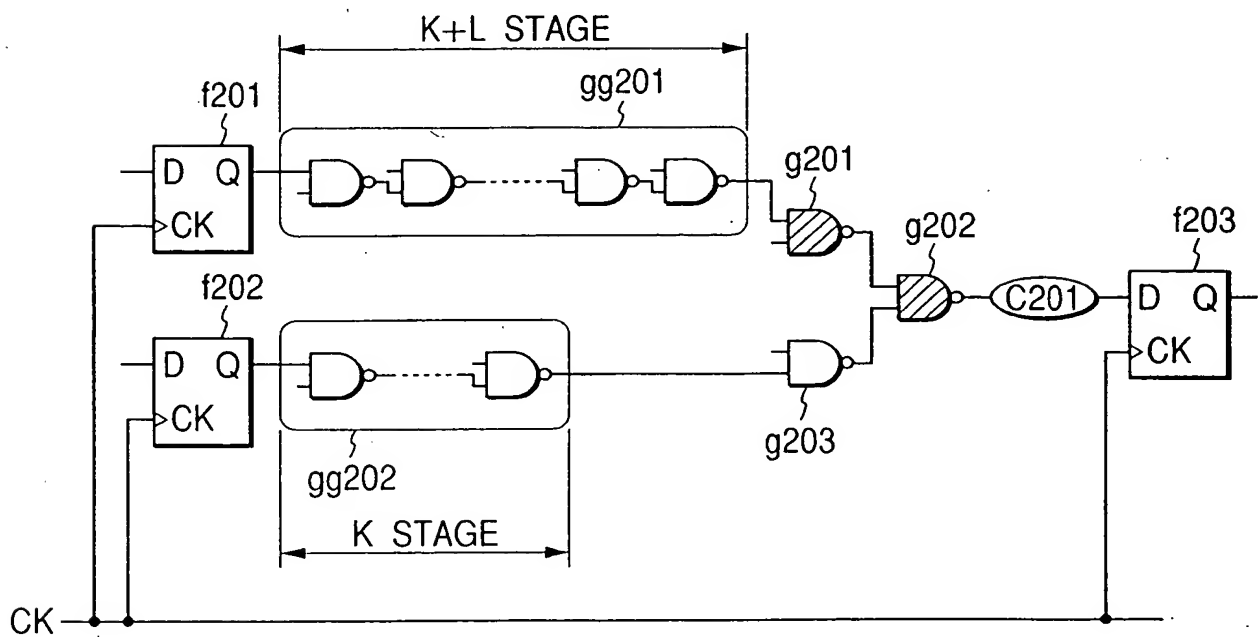 K+L STAGE
gg201
f201
D Q
CK
g201
g202
f203
C201
D Q
CK
f202
D Q
CK
g203
gg202
K STAGE
CK